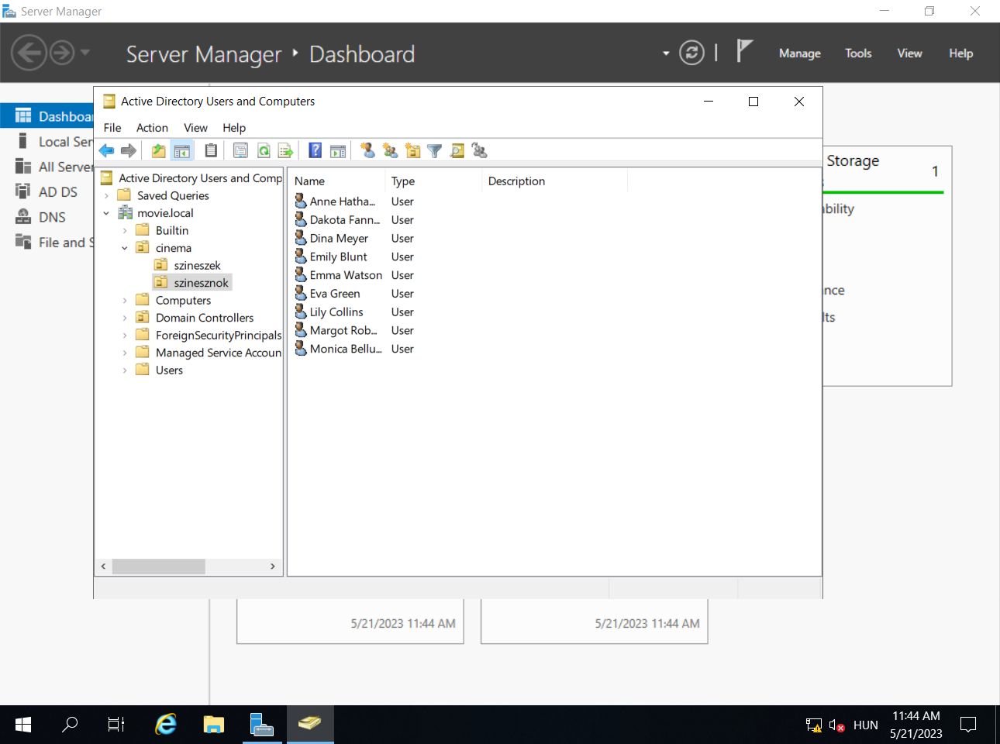 Server Manager
Server Manager Dashboard
Manage Tools View Help
Active Directory Users and Computers
File Action View Help
Dashboar
Local Ser
All Server
AD DS
DNS
File and S
Active Directory Users and Comp
Saved Queries
movie.local
Builtin
cinema
szineszek
szinesznok
Computers
Domain Controllers
ForeignSecurityPrincipals
Managed Service Accoun
Users
Name Type Description
Anne Hatha... User
Dakota Fann... User
Dina Meyer User
Emily Blunt User
Emma Watson User
Eva Green User
Lily Collins User
Margot Rob... User
Monica Bellu... User
Storage
1
ability
nce
lts
5/21/2023 11:44 AM
5/21/2023 11:44 AM
HUN
11:44 AM
5/21/2023